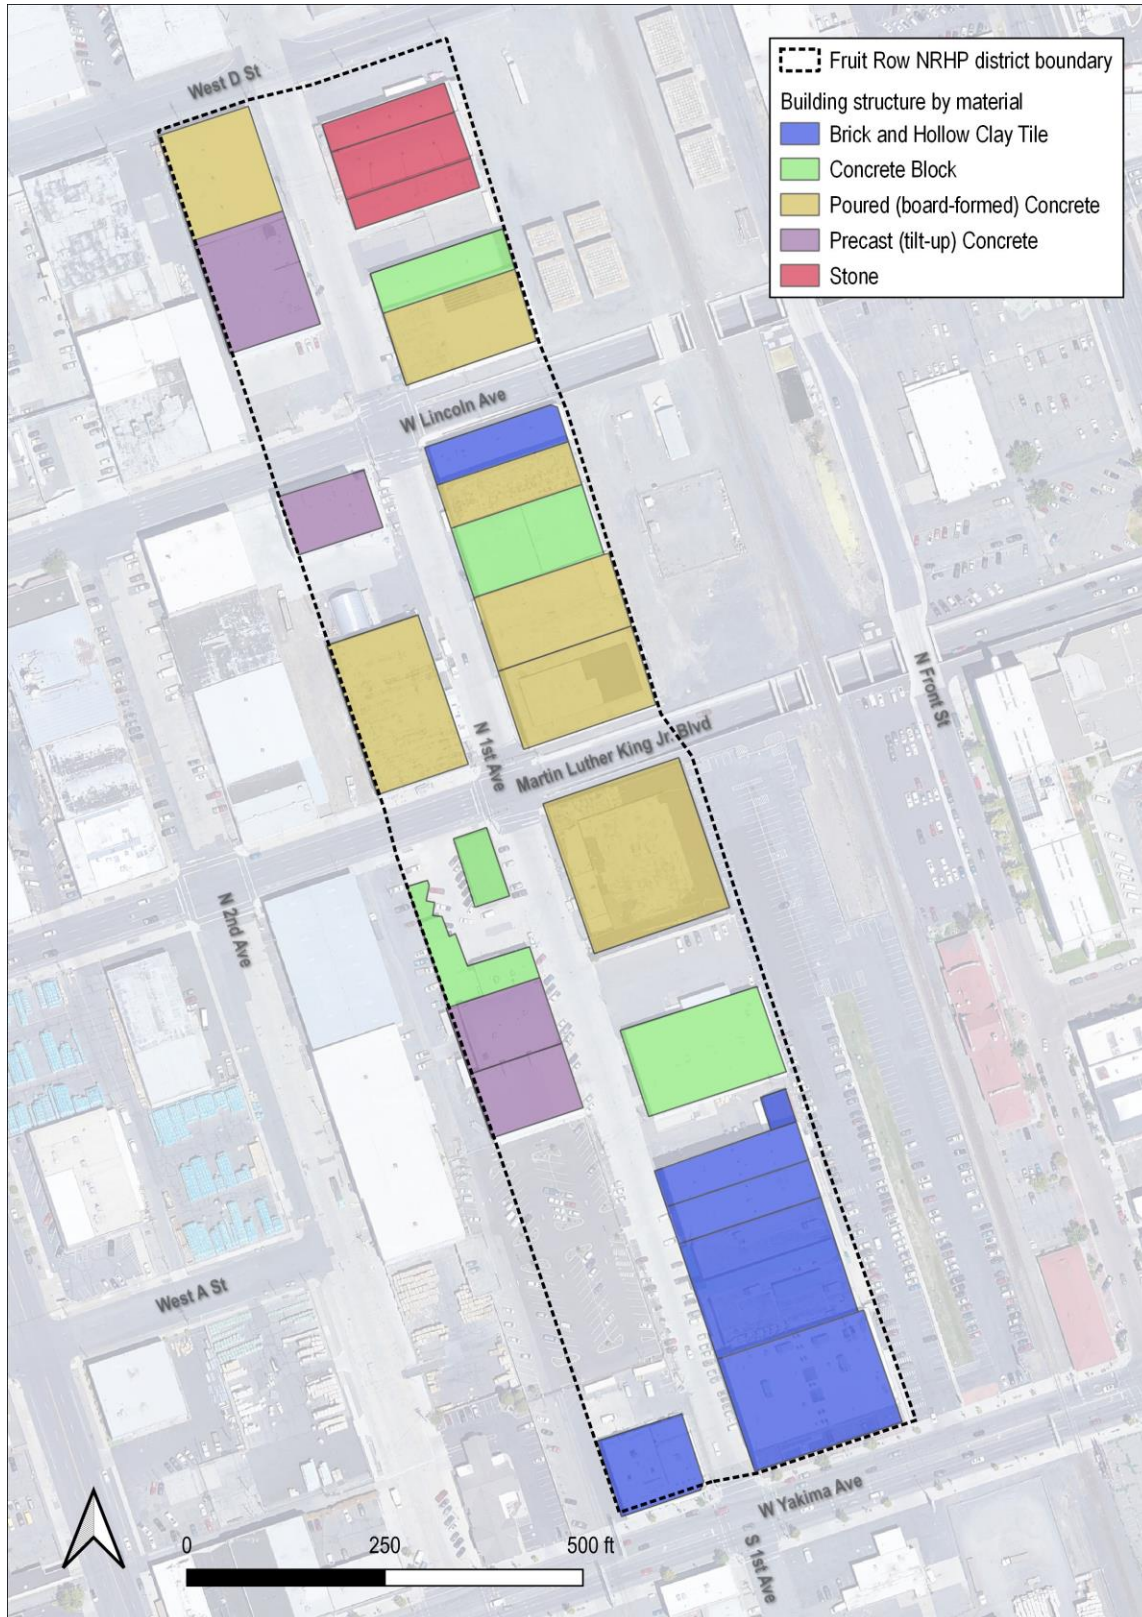 West D St
Fruit Row NRHP district boundary
Building structure by material
Brick and Hollow Clay Tile
Concrete Block
Poured (board-formed) Concrete
Precast (tilt-up) Concrete
Stone
W Lincoln Ave
N Front St
N 1st Ave
Martin Luther King Jr. Blvd
N 2nd Ave
West A St
W Yakima Ave
S 1st Ave
0 250 500 ft